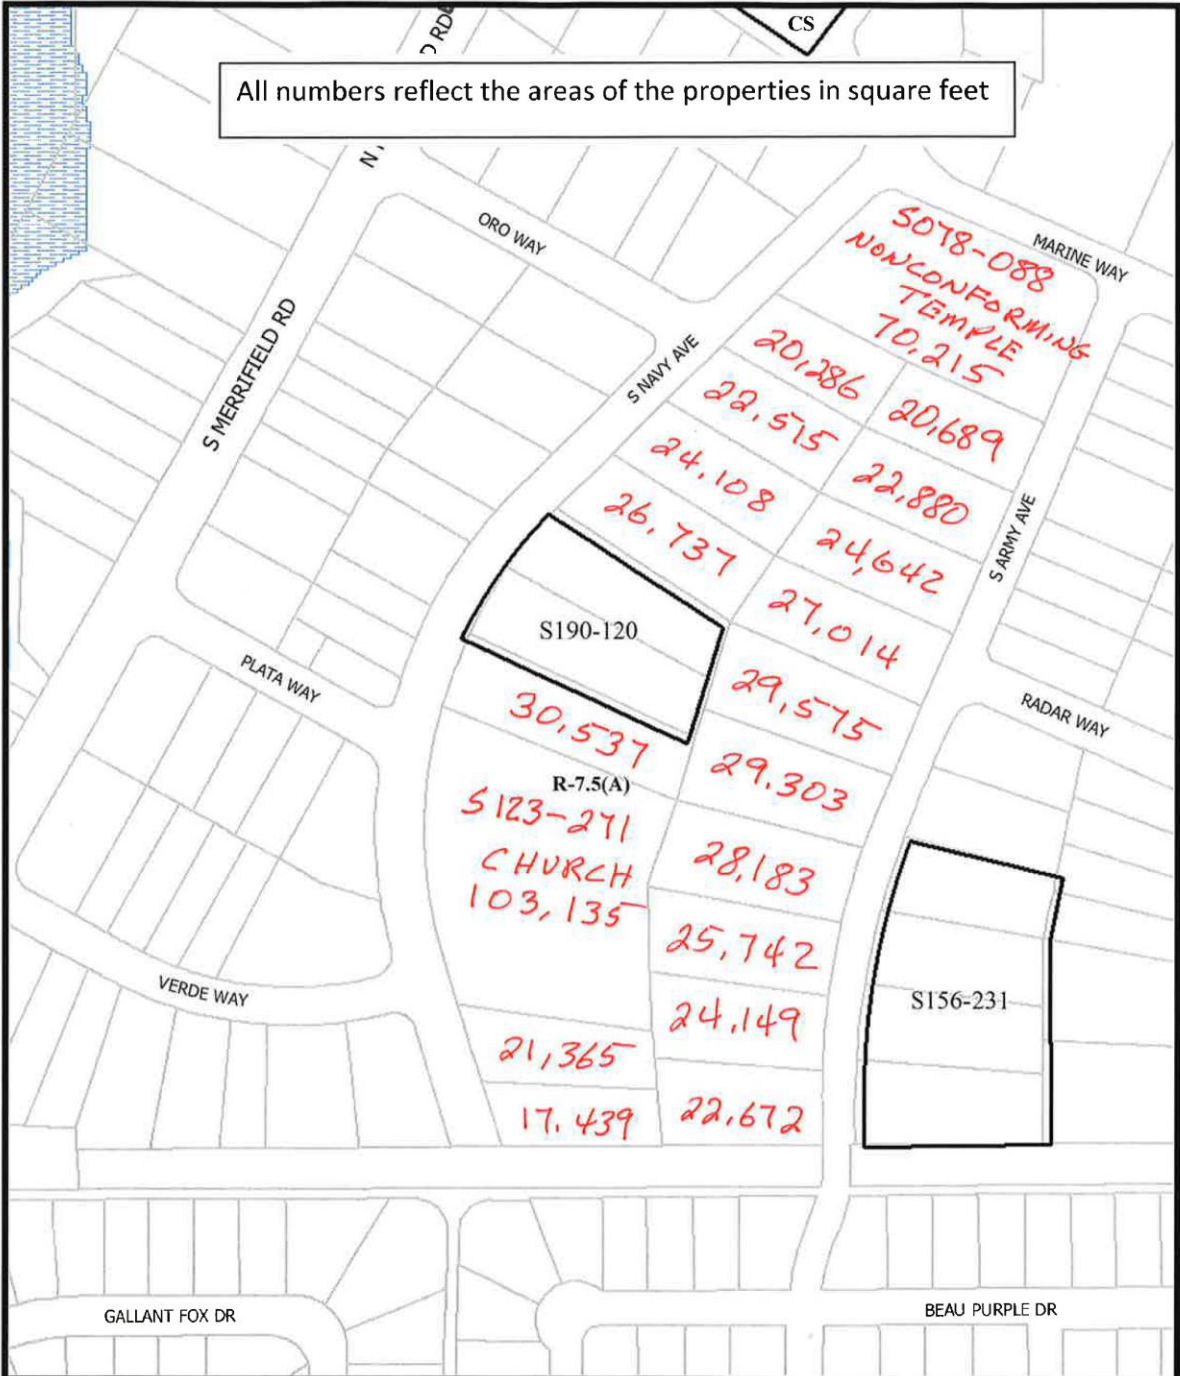 CS
All numbers reflect the areas of the properties in square feet
ORO WAY
MARINE WAY
S078-088
NONCONFORMING
TEMPLE
70,215
S MERRIFIELD RD
S NAVY AVE
20,286
20,689
22,515
22,880
24,108
24,642
S ARMY AVE
26,737
27,014
S190-120
PLATA WAY
29,575
RADAR WAY
30,537
29.303
R-7.5(A)
S123-271
CHURCH
103,135
28,183
25,742
VERDE WAY
S156-231
24,149
21,365
17.439
22,672
GALLANT FOX DR
BEAU PURPLE DR